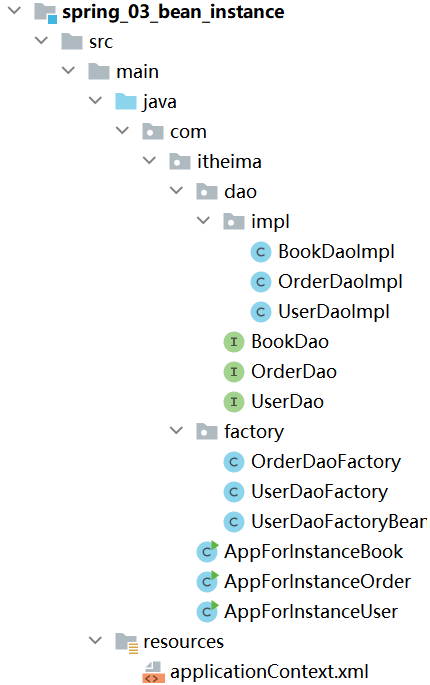 spring_03_bean_instance
src
main
java
com
itheima
dao
impl
BookDaoImpl
OrderDaoImpl
UserDaoImpl
BookDao
OrderDao
UserDao
factory
OrderDaoFactory
UserDaoFactory
UserDaoFactoryBean
AppForInstanceBook
AppForInstanceOrder
AppForInstanceUser
resources
applicationContext.xml